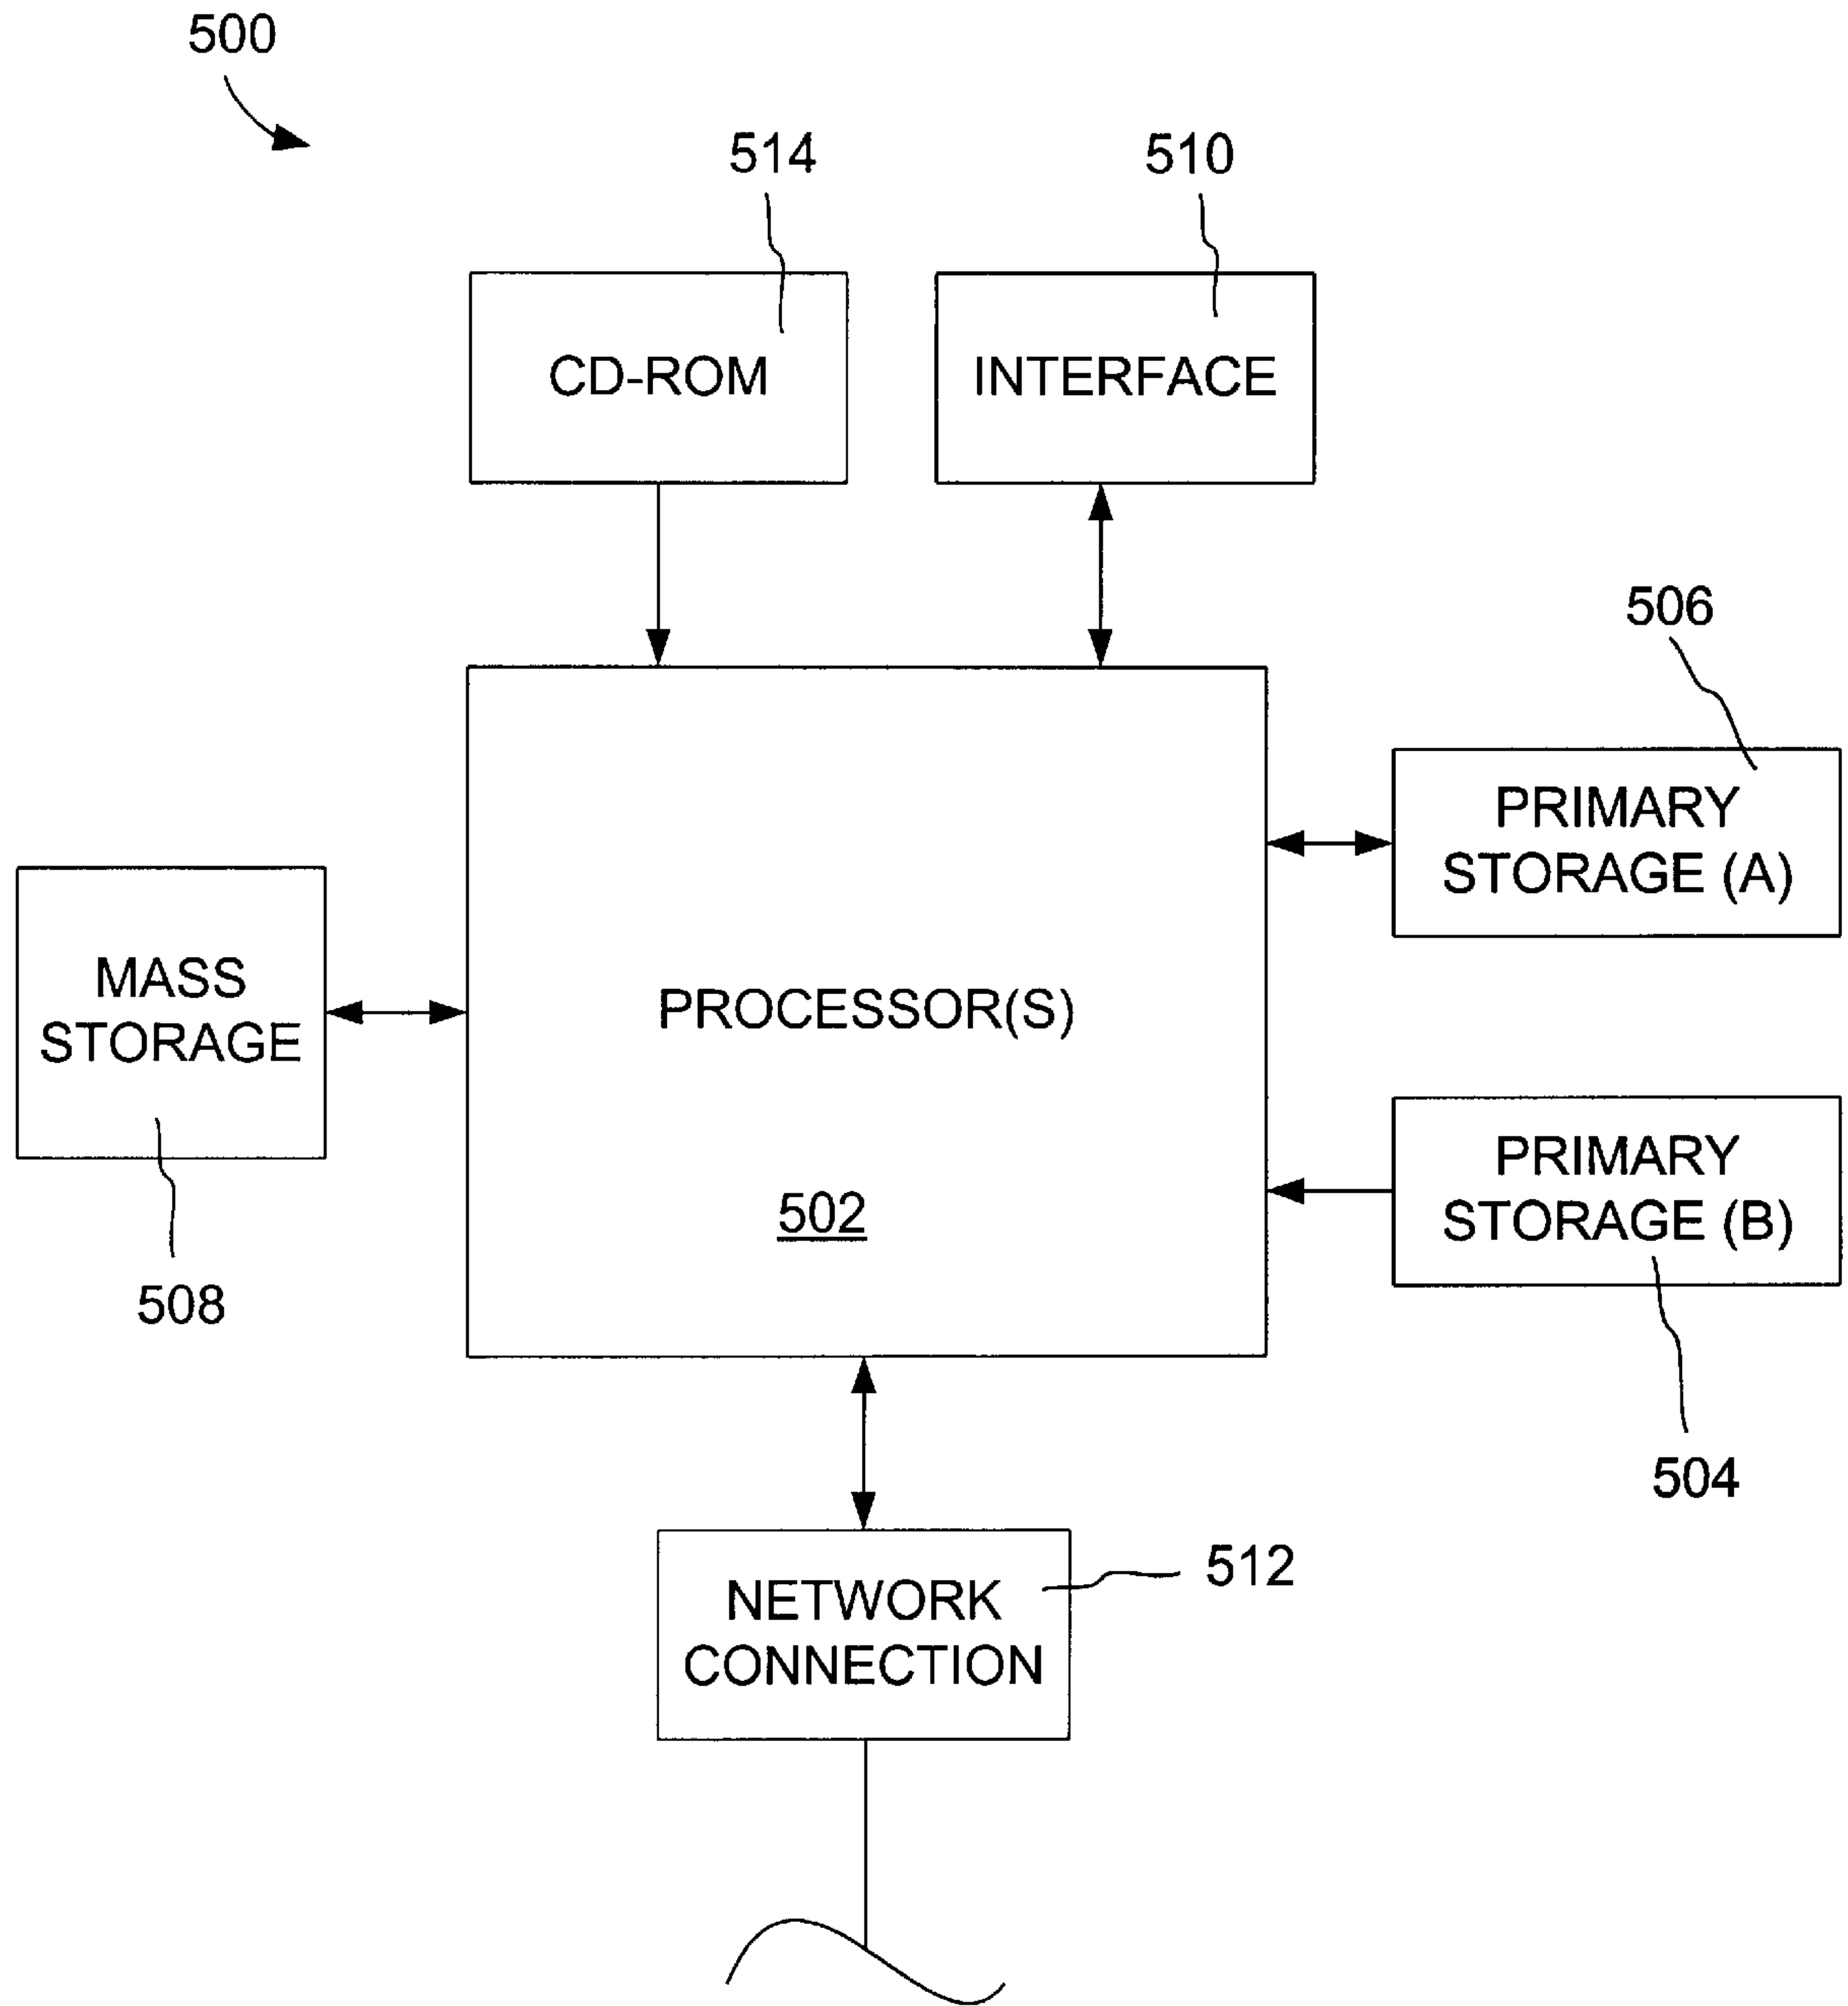 500
514
510
CD-ROM
INTERFACE
506
PRIMARY
STORAGE (A)
MASS
STORAGE
PROCESSOR(S)
502
508
PRIMARY
STORAGE (B)
504
NETWORK
CONNECTION
512